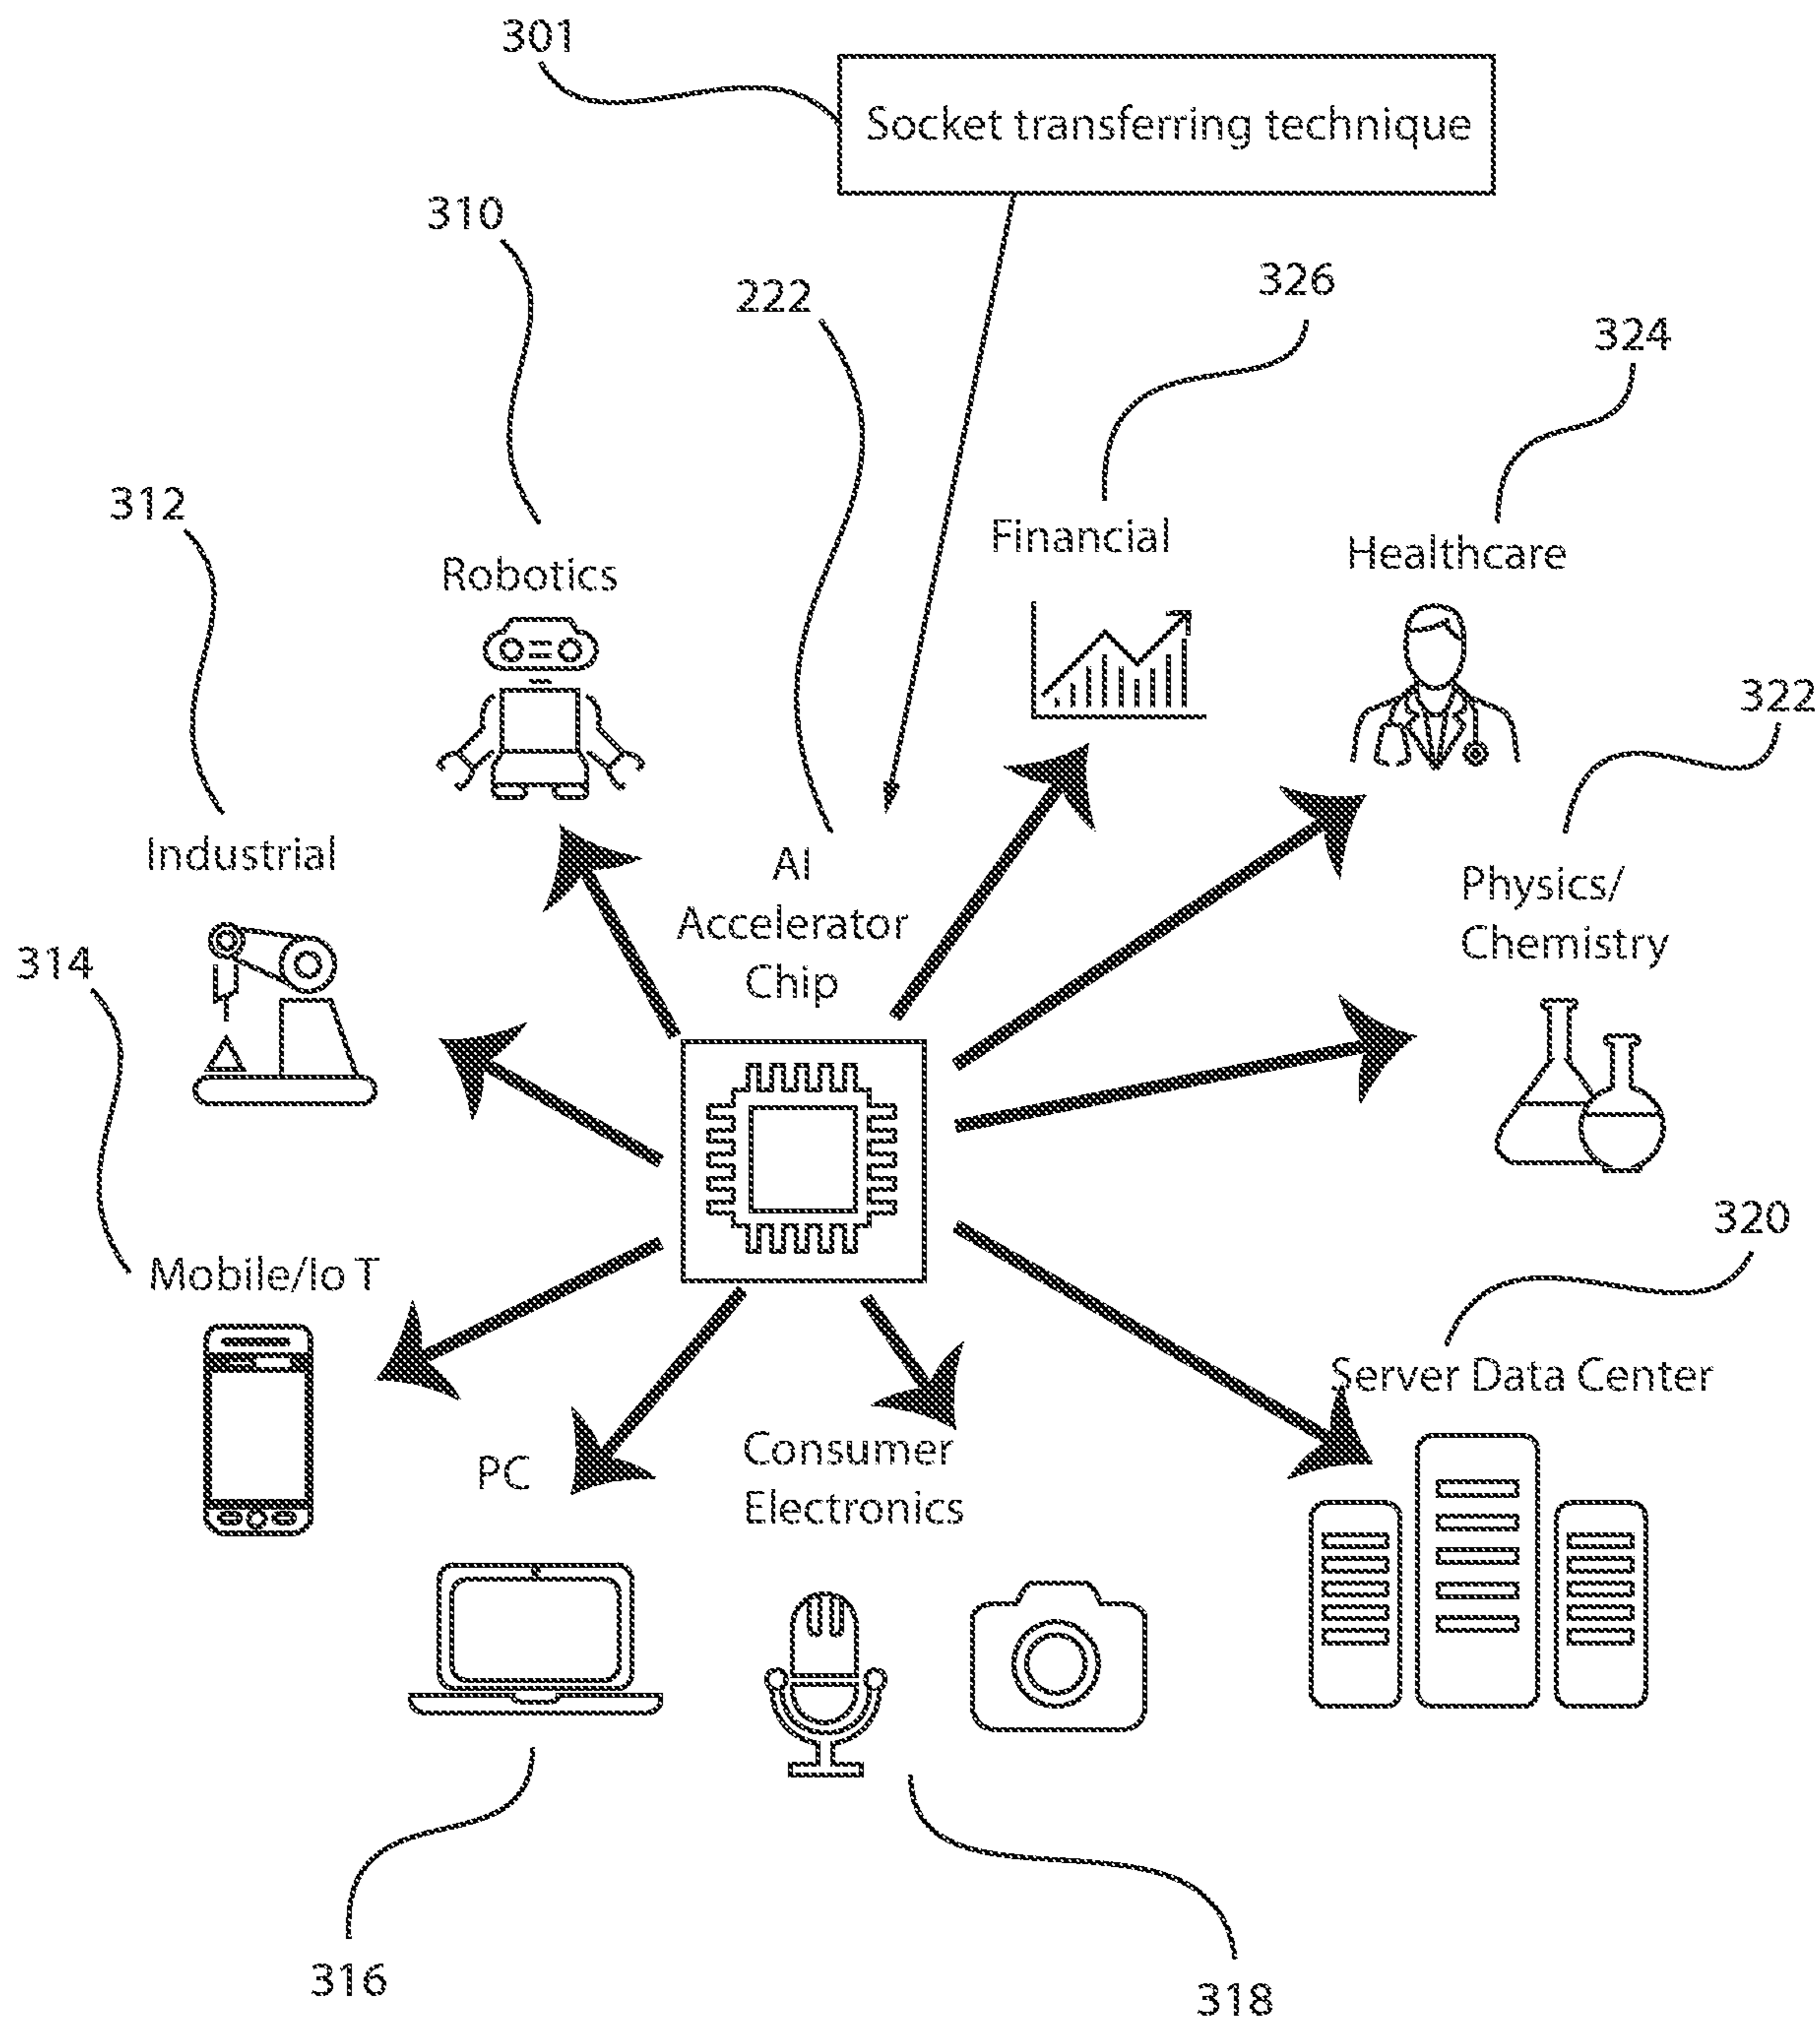 301
Socket transferring technique
310
222
326
324
312
Robotics
Financial
Healthcare
322
Industrial
AI
Accelerator
Chip
Physics/
Chemistry
314
320
Mobile/Io T
Server Data Center
PC
Consumer
Electronics
316
318